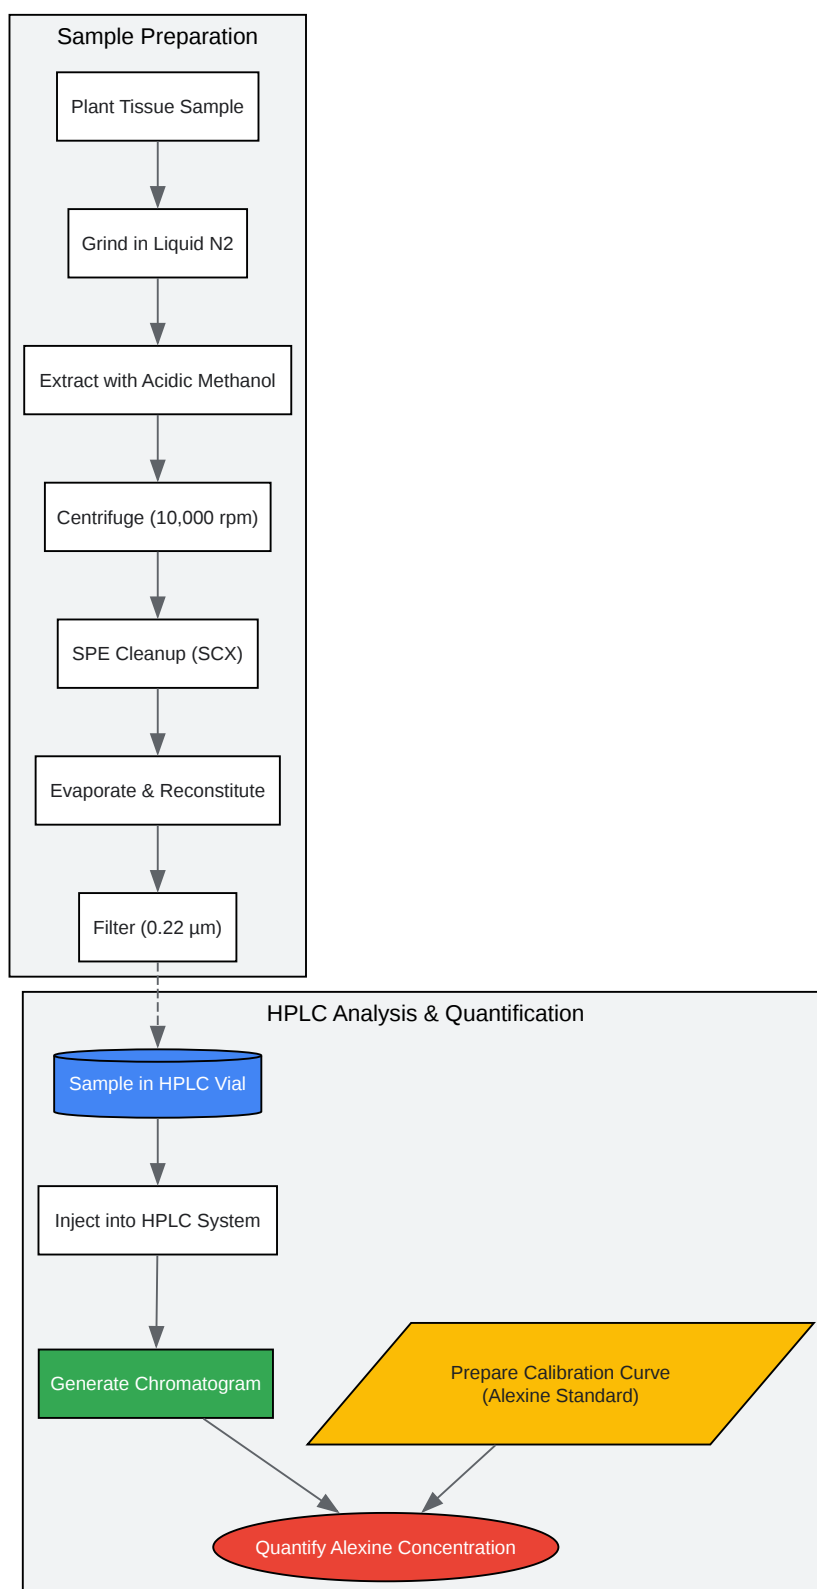 Sample Preparation
Plant Tissue Sample
Grind in Liquid N2
Extract with Acidic Methanol
Centrifuge (10,000 rpm)
SPE Cleanup (SCX)
Evaporate & Reconstitute
Filter (0.22 µm)
HPLC Analysis & Quantification
Sample in HPLC Vial
Inject into HPLC System
Generate Chromatogram
Prepare Calibration Curve
(Alexine Standard)
Quantify Alexine Concentration